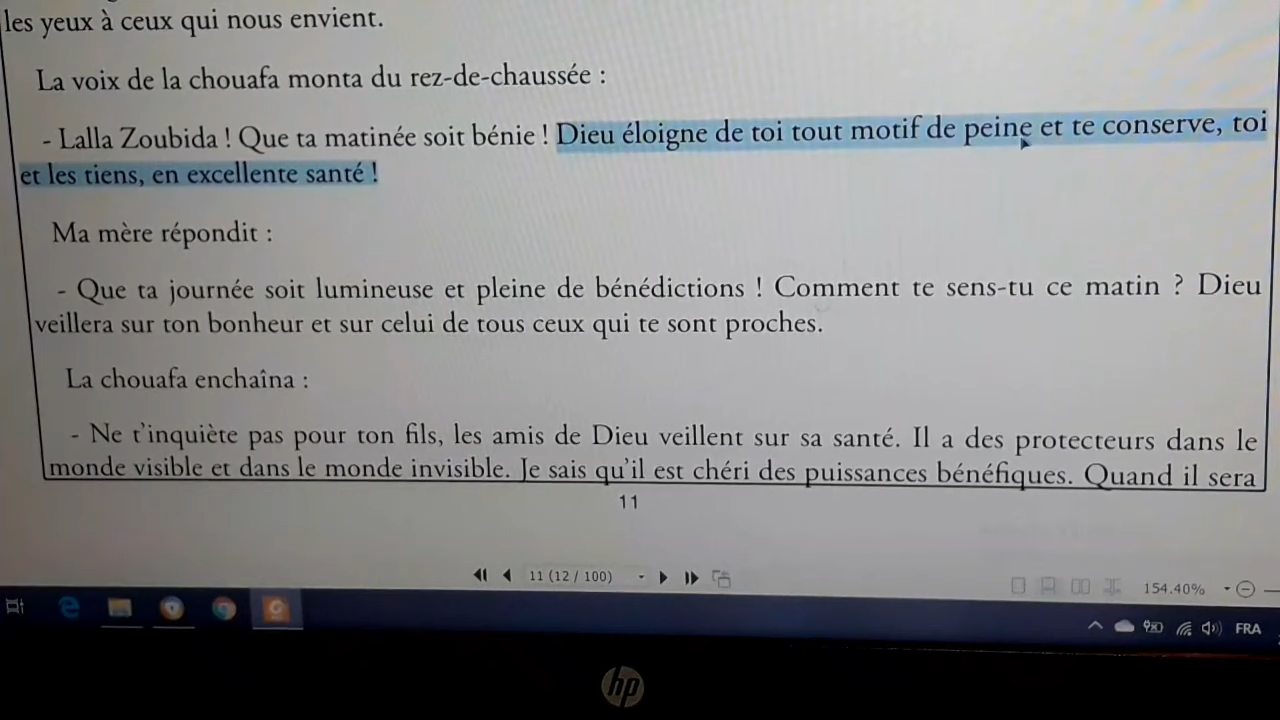 les yeux à ceux qui nous envient.
La voix de la chouafa monta du rez-de-chaussée :
- Lalla Zoubida ! Que ta matinée soit bénie ! Dieu éloigne de toi tout motif de peine et te conserve, toi
et les tiens, en excellente santé !
Ma mère répondit :
- Que ta journée soit lumineuse et pleine de bénédictions ! Comment te sens-tu ce matin ? Dieu
veillera sur ton bonheur et sur celui de tous ceux qui te sont proches.
La chouafa enchaîna :
- Ne t'inquiète pas pour ton fils, les amis de Dieu veillent sur sa santé. Il a des protecteurs dans le
monde visible et dans le monde invisible. Je sais qu'il est chéri des puissances bénéfiques. Quand il sera
11
11 (12 / 100)
154.40%
FRA
hp